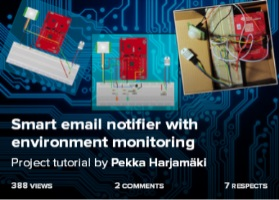 Smart email notifier with
environment monitoring
Project tutorial by Pekka Harjamäki
388 VIEWS
2 COMMENTS
7 RESPECTS